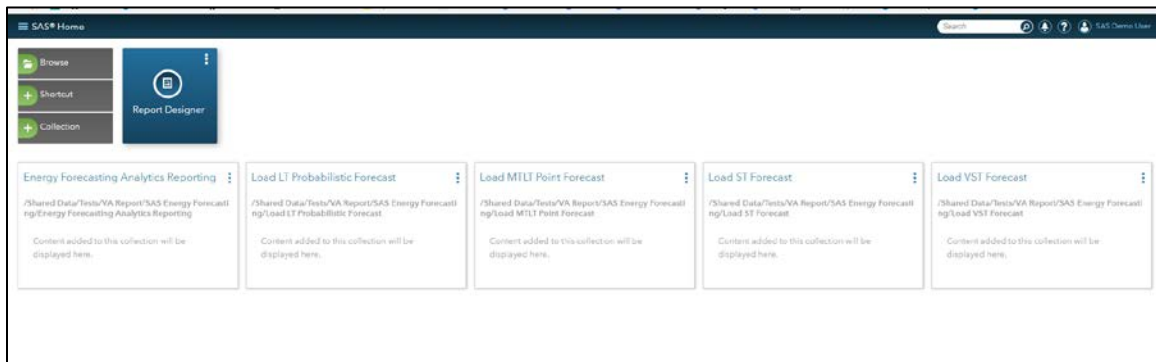 SAS® Home
Search
SAS Demo User
Browse
Shortcut
Collection
Report Designer
Energy Forecasting Analytics Reporting
/Shared Data/Tests/VA Report/SAS Energy Forecasti
ng/Energy Forecasting Analytics Reporting
Content added to this collection will be
displayed here.
Load LT Probabilistic Forecast
/Shared Data/Tests/VA Report/SAS Energy Forecasti
ng/Load LT Probabilistic Forecast
Content added to this collection will be
displayed here.
Load MTLT Point Forecast
/Shared Data/Tests/VA Report/SAS Energy Forecasti
ng/Load MTLT Point Forecast
Content added to this collection will be
displayed here.
Load ST Forecast
/Shared Data/Tests/VA Report/SAS Energy Forecasti
ng/Load ST Forecast
Content added to this collection will be
displayed here.
Load VST Forecast
/Shared Data/Tests/VA Report/SAS Energy Forecasti
ng/Load VST Forecast
Content added to this collection will be
displayed here.